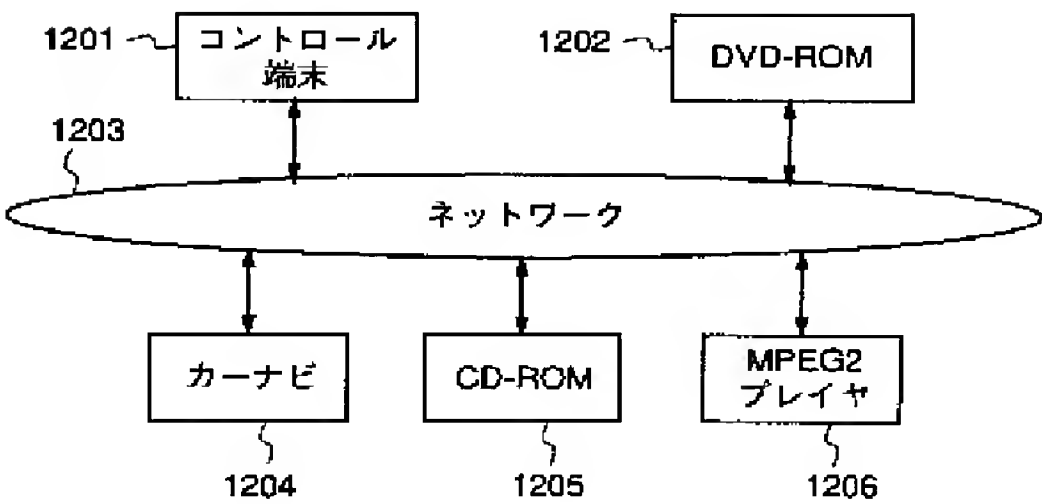 1201
コントロール
端末
1202
DVD-ROM
1203
ネットワーク
カーナビ
CD-ROM
MPEG2
プレイヤ
1204
1205
1206